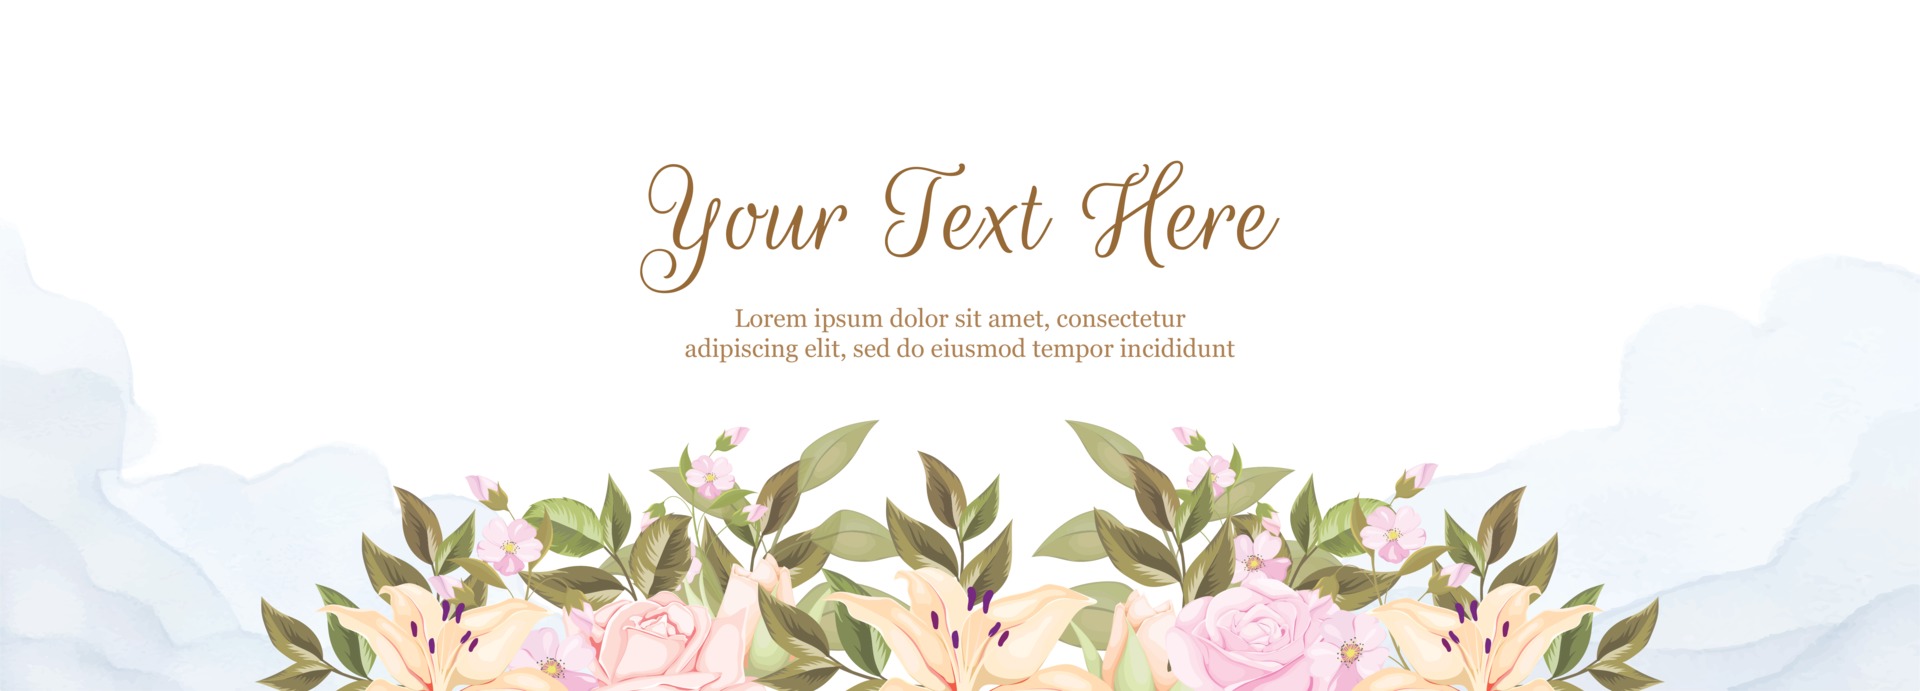 Your Text Here
Lorem ipsum dolor sit amet, consectetur
adipiscing elit, sed do eiusmod tempor incididunt